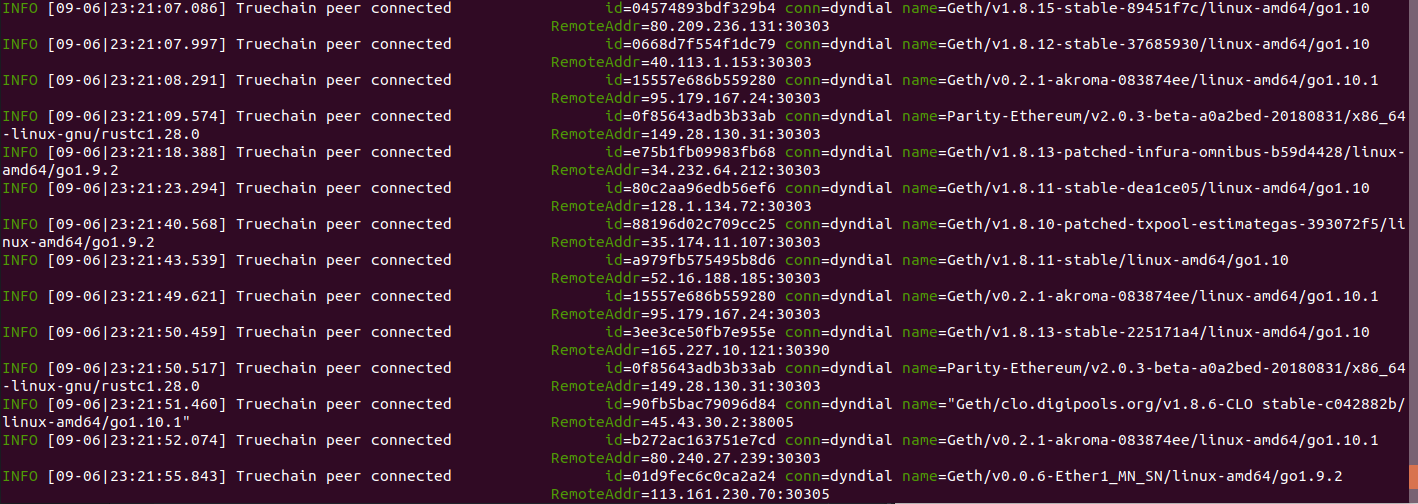 INFO [09-06|23:21:07.086] Truechain peer connected id=04574893bdf329b4 conn=dyndial name=Geth/v1.8.15-stable-89451f7c/linux-amd64/go1.10
RemoteAddr=80.209.236.131:30303
INFO [09-06|23:21:07.997] Truechain peer connected id=0668d7f554f1dc79 conn=dyndial name=Geth/v1.8.12-stable-37685930/linux-amd64/go1.10
RemoteAddr=40.113.1.153:30303
INFO [09-06|23:21:08.291] Truechain peer connected id=15557e686b559280 conn=dyndial name=Geth/v0.2.1-akroma-083874ee/linux-amd64/go1.10.1
RemoteAddr=95.179.167.24:30303
INFO [09-06|23:21:09.574] Truechain peer connected id=0f85643adb3b33ab conn=dyndial name=Parity-Ethereum/v2.0.3-beta-a0a2bed-20180831/x86_64
-linux-gnu/rustc1.28.0 RemoteAddr=149.28.130.31:30303
INFO [09-06|23:21:18.388] Truechain peer connected id=e75b1fb09983fb68 conn=dyndial name=Geth/v1.8.13-patched-infura-omnibus-b59d4428/linux-
amd64/go1.9.2 RemoteAddr=34.232.64.212:30303
INFO [09-06|23:21:23.294] Truechain peer connected id=80c2aa96edb56ef6 conn=dyndial name=Geth/v1.8.11-stable-dea1ce05/linux-amd64/go1.10
RemoteAddr=128.1.134.72:30303
INFO [09-06|23:21:40.568] Truechain peer connected id=88196d02c709cc25 conn=dyndial name=Geth/v1.8.10-patched-txpool-estimategas-393072f5/li
nux-amd64/go1.9.2 RemoteAddr=35.174.11.107:30303
INFO [09-06|23:21:43.539] Truechain peer connected id=a979fb575495b8d6 conn=dyndial name=Geth/v1.8.11-stable/linux-amd64/go1.10
RemoteAddr=52.16.188.185:30303
INFO [09-06|23:21:49.621] Truechain peer connected id=15557e686b559280 conn=dyndial name=Geth/v0.2.1-akroma-083874ee/linux-amd64/go1.10.1
RemoteAddr=95.179.167.24:30303
INFO [09-06|23:21:50.459] Truechain peer connected id=3ee3ce50fb7e955e conn=dyndial name=Geth/v1.8.13-stable-225171a4/linux-amd64/go1.10
RemoteAddr=165.227.10.121:30390
INFO [09-06|23:21:50.517] Truechain peer connected id=0f85643adb3b33ab conn=dyndial name=Parity-Ethereum/v2.0.3-beta-a0a2bed-20180831/x86_64
-linux-gnu/rustc1.28.0 RemoteAddr=149.28.130.31:30303
INFO [09-06|23:21:51.460] Truechain peer connected id=90fb5bac79096d84 conn=dyndial name="Geth/clo.digipools.org/v1.8.6-CLO stable-c042882b/
linux-amd64/go1.10.1" RemoteAddr=45.43.30.2:38005
INFO [09-06|23:21:52.074] Truechain peer connected id=b272ac163751e7cd conn=dyndial name=Geth/v0.2.1-akroma-083874ee/linux-amd64/go1.10.1
RemoteAddr=80.240.27.239:30303
INFO [09-06|23:21:55.843] Truechain peer connected id=01d9fec6c0ca2a24 conn=dyndial name=Geth/v0.0.6-Ether1_MN_SN/linux-amd64/go1.9.2
RemoteAddr=113.161.230.70:30305